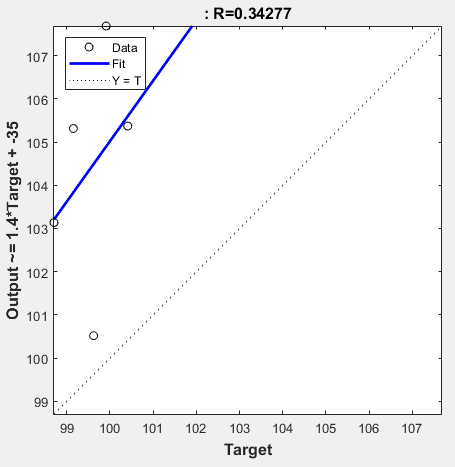 : R=0.34277
Data
Fit
Y = T
107
106
105
104
103
102
101
100
99
Output ~= 1.4*Target + -35
99 100 101 102 103 104 105 106 107
Target